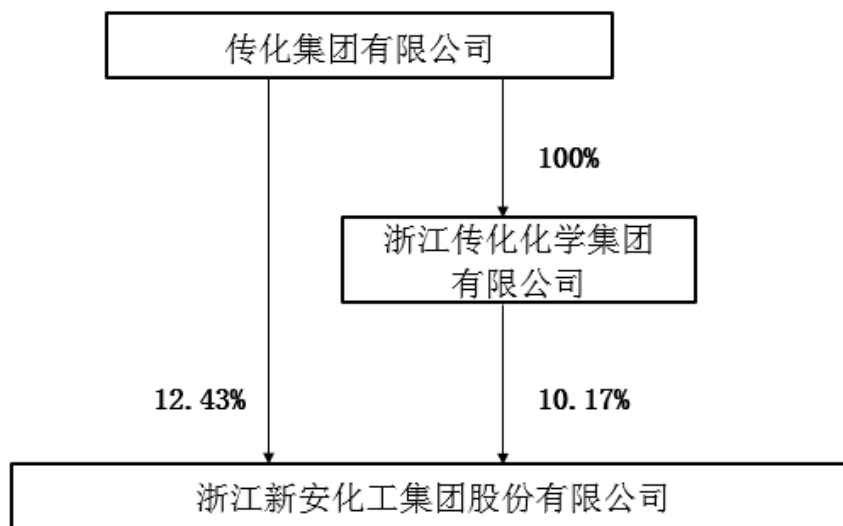 传化集团有限公司
100%
浙江传化化学集团
有限公司
12.43%
10.17%
浙江新安化工集团股份有限公司